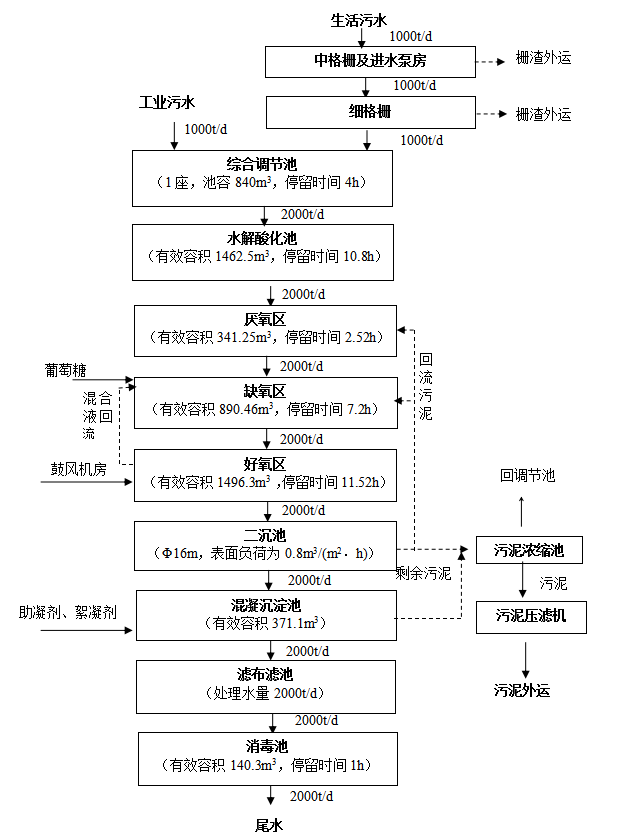 生活污水
1000t/d
中格栅及进水泵房
栅渣外运
1000t/d
细格栅
栅渣外运
工业污水
1000t/d
1000t/d
综合调节池
（1座，池容 840m³，停留时间 4h）
2000t/d
水解酸化池
（有效容积 1462.5m³，停留时间 10.8h）
2000t/d
厌氧区
（有效容积 341.25m³，停留时间 2.52h）
2000t/d
回流污泥
葡萄糖
混合液回流
缺氧区
（有效容积 890.46m³，停留时间 7.2h）
2000t/d
鼓风机房
好氧区
（有效容积 1496.3m³，停留时间 11.52h）
回调节池
2000t/d
二沉池
（Φ16m，表面负荷为 0.8m³/(m²·h)）
剩余污泥
污泥浓缩池
2000t/d
污泥
助凝剂、絮凝剂
混凝沉淀池
（有效容积 371.1m³）
污泥压滤机
2000t/d
滤布滤池
（处理水量 2000t/d）
污泥外运
2000t/d
消毒池
（有效容积 140.3m³，停留时间 1h）
2000t/d
尾水